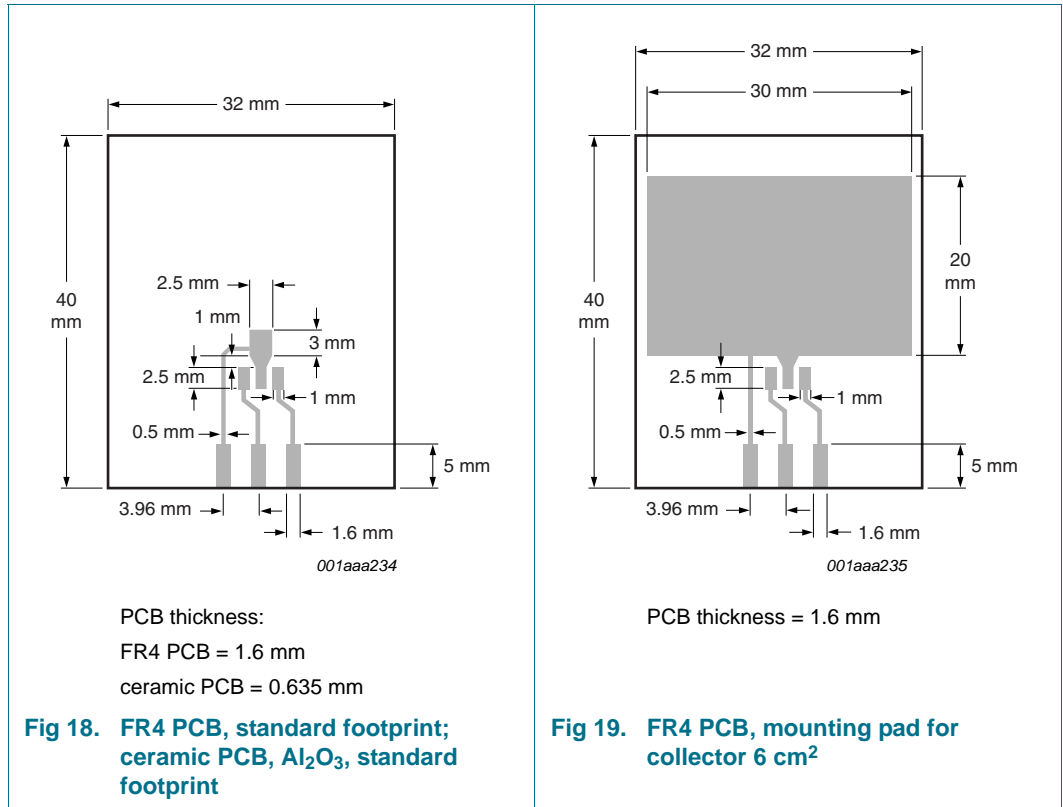 32 mm
40
mm
2.5 mm
1 mm
3 mm
2.5 mm
1 mm
0.5 mm
5 mm
3.96 mm
1.6 mm
001aaa234
PCB thickness:
FR4 PCB = 1.6 mm
ceramic PCB = 0.635 mm
Fig 18. FR4 PCB, standard footprint;
ceramic PCB, Al2O3, standard
footprint
32 mm
30 mm
40
mm
20
mm
2.5 mm
1 mm
0.5 mm
5 mm
3.96 mm
1.6 mm
001aaa235
PCB thickness = 1.6 mm
Fig 19. FR4 PCB, mounting pad for
collector 6 cm2